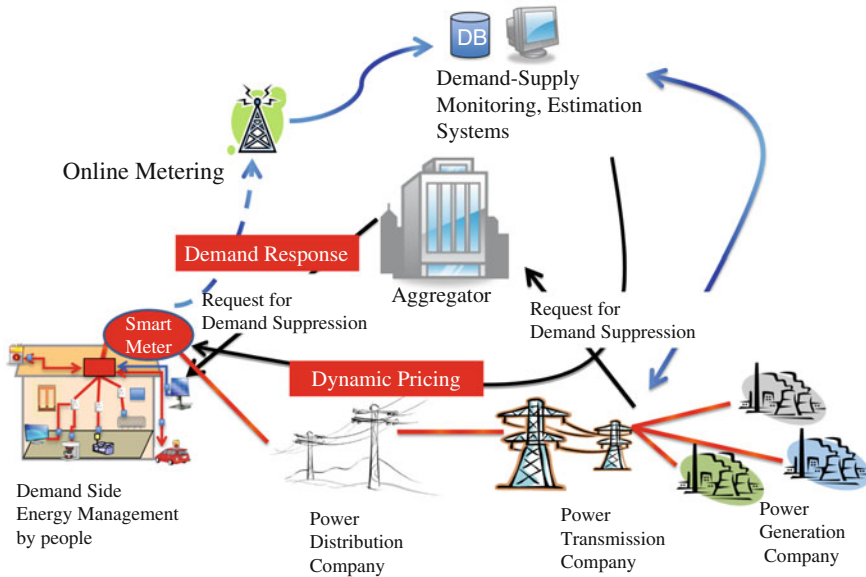 DB
Demand-Supply
Monitoring, Estimation
Systems
Online Metering
Demand Response
Aggregator
Request for
Demand Suppression
Request for
Demand Suppression
Smart
Meter
Dynamic Pricing
Demand Side
Energy Management
by people
Power
Distribution Company
Power
Transmission
Company
Power
Generation
Company